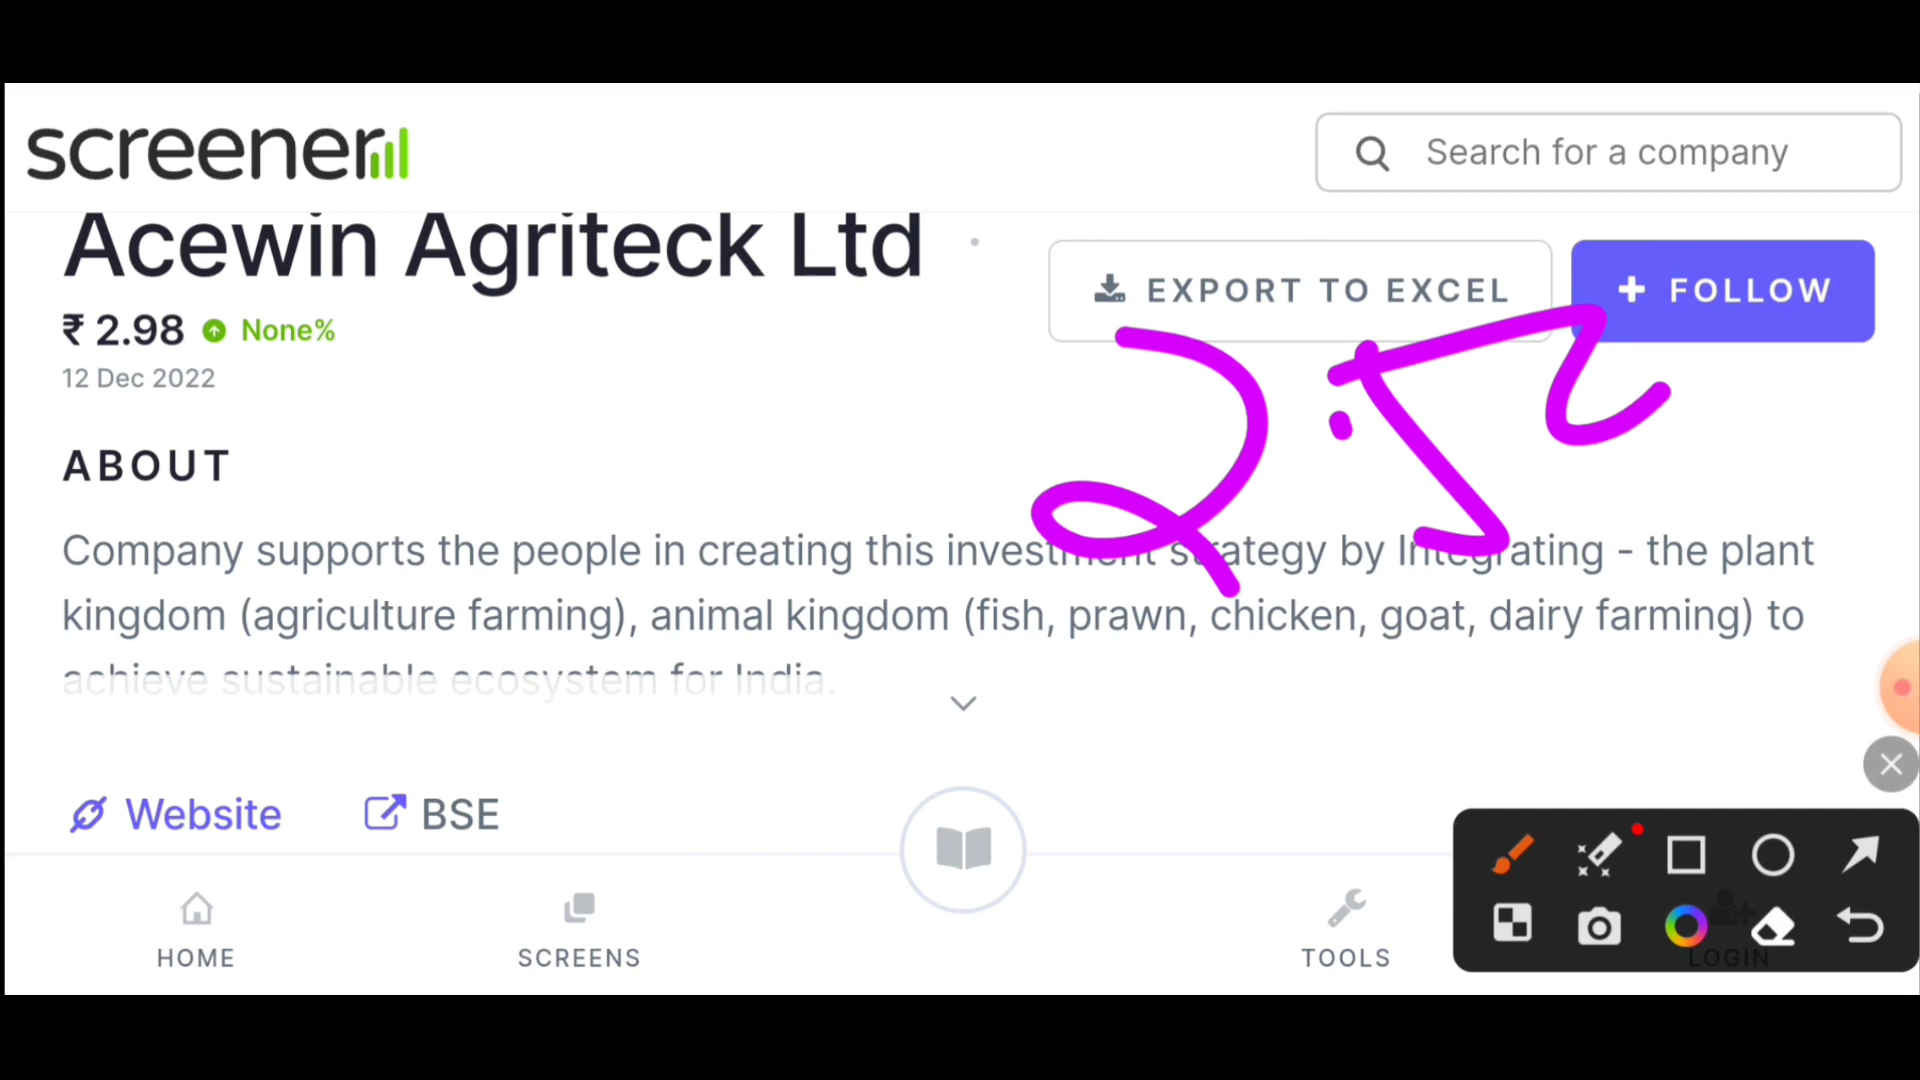 screener
Search for a company
Acewin Agriteck Ltd
EXPORT TO EXCEL
+ FOLLOW
₹ 2.98 None%
12 Dec 2022
ABOUT
Company supports the people in creating this investment strategy by Integrating - the plant
kingdom (agriculture farming), animal kingdom (fish, prawn, chicken, goat, dairy farming) to
achieve sustainable ecosystem for India.
Website
BSE
HOME
SCREENS
TOOLS
LOGIN